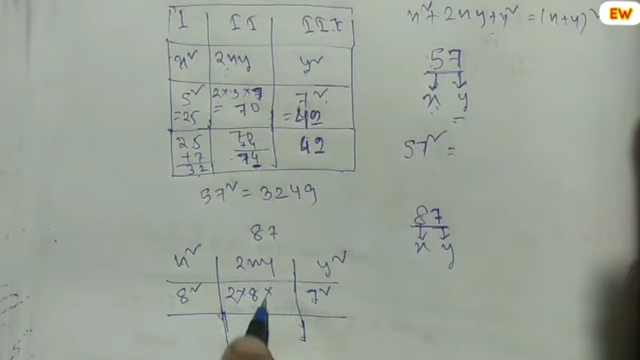 I II III
x² + 2xy + y² = (x+y)²
EW
x² 2xy y²
57
x y
5² 2×5×7 7²
=25 = 70 =49
57² =
25 70 49
+7 +4
32 74
57² = 3249
87
x y
87
x² 2xy y²
8² 2×8× 7²